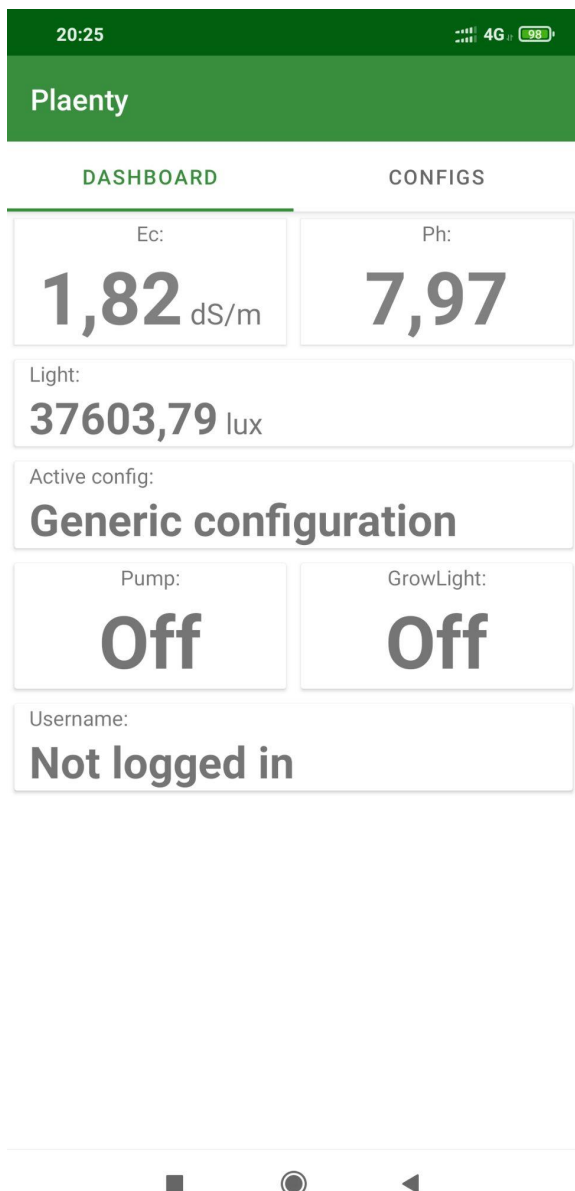 20:25 4G 98
Plaenty
DASHBOARD CONFIGS
Ec: Ph:
1,82 dS/m 7,97
Light:
37603,79 lux
Active config:
Generic configuration
Pump: GrowLight:
Off Off
Username:
Not logged in